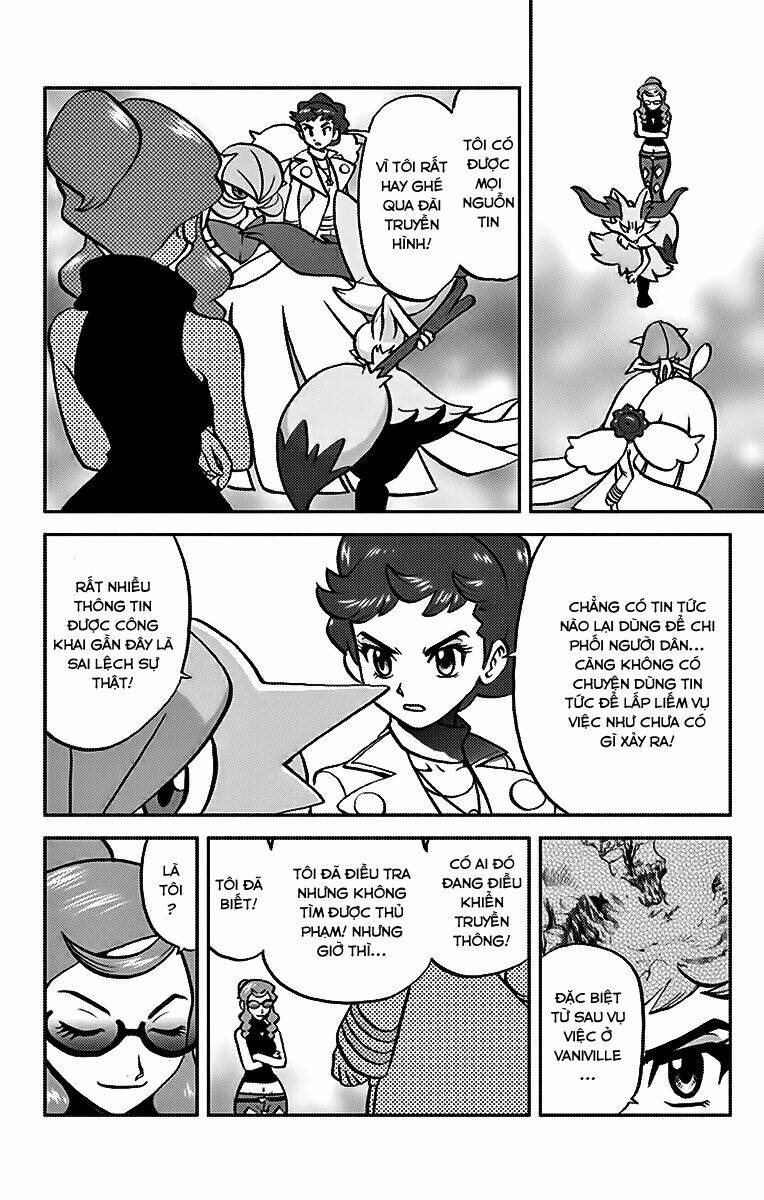 TÔI CÓ
ĐƯỢC
MỌI
NGUỒN
TIN
VÌ TÔI RẤT
HAY GHÉ
QUA ĐÀI
TRUYỀN
HÌNH!
CHẲNG CÓ TIN TỨC
NÀO LẠI DÙNG ĐỂ CHI
PHỐI NGƯỜI DÂN...
CÀNG KHÔNG CÓ
CHUYỆN DÙNG TIN
TỨC ĐỂ LẤP LIẾM VỤ
VIỆC NHƯ CHƯA CÓ
GÌ XẢY RA!
RẤT NHIỀU
THÔNG TIN
ĐƯỢC CÔNG
KHAI GẦN ĐÂY LÀ
SAI LỆCH SỰ
THẬT!
ĐẶC BIỆT
TỪ SAU VỤ
VIỆC Ở
VANIVILLE
...
CÓ AI ĐÓ
ĐANG ĐIỀU
KHIỂN
TRUYỀN
THÔNG!
TÔI ĐÃ ĐIỀU TRA
NHƯNG KHÔNG
TÌM ĐƯỢC THỦ
PHẠM! NHƯNG
GIỜ THÌ...
TÔI ĐÃ
BIẾT!
LÀ
TÔI
?